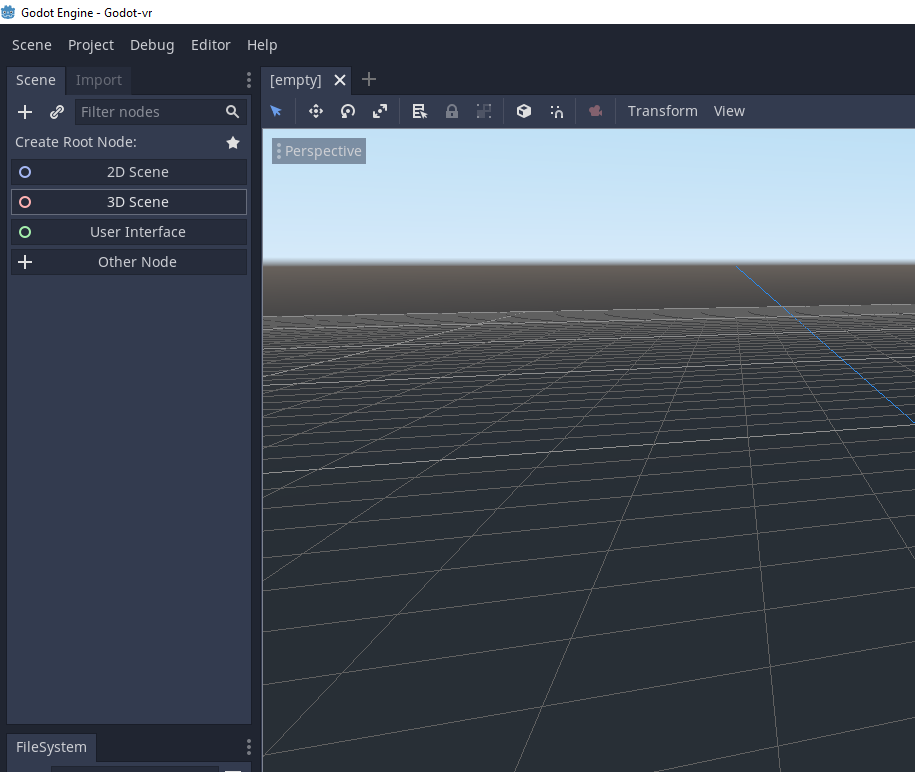 Godot Engine - Godot-vr
Scene Project Debug Editor Help
Scene Import
[empty]
Filter nodes
Transform View
Create Root Node:
Perspective
2D Scene
3D Scene
User Interface
Other Node
FileSystem